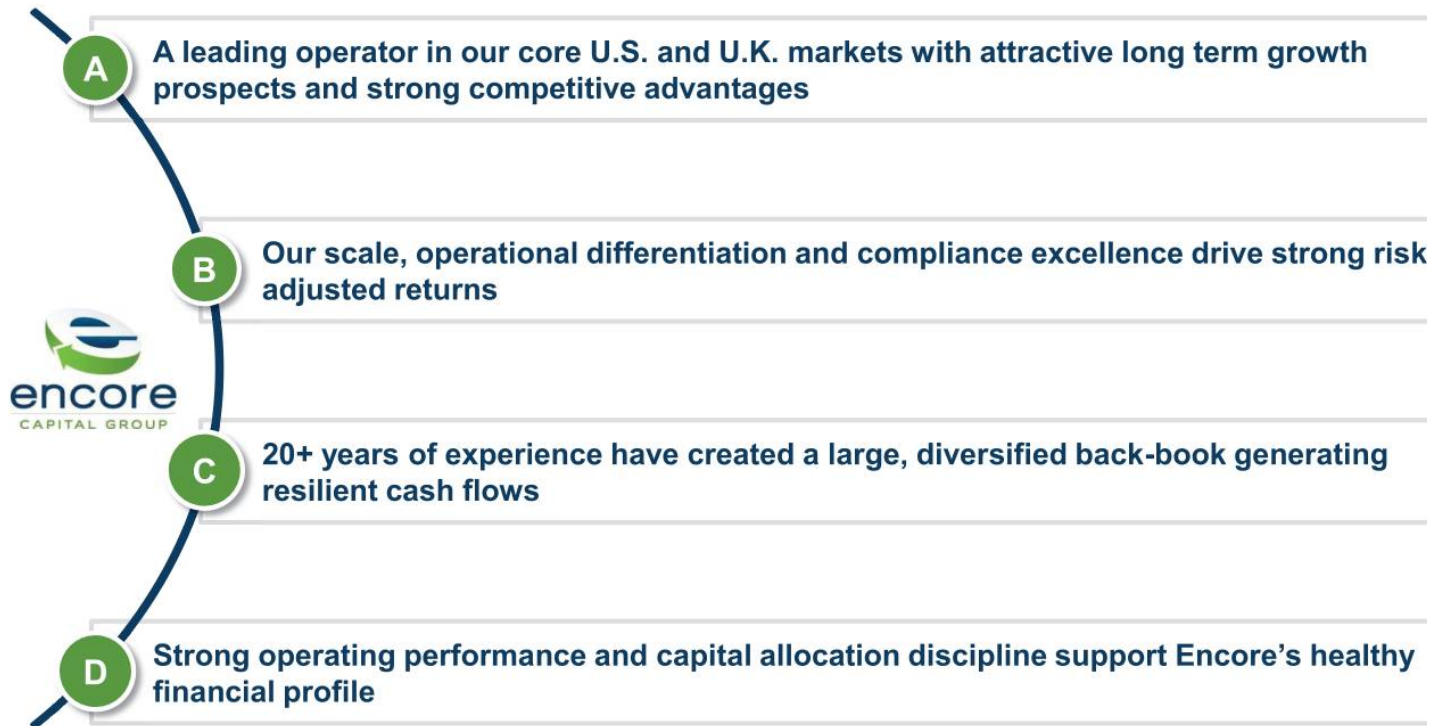 A
A leading operator in our core U.S. and U.K. markets with attractive long term growth
prospects and strong competitive advantages
B
Our scale, operational differentiation and compliance excellence drive strong risk
adjusted returns
encore
CAPITAL GROUP
C
20+ years of experience have created a large, diversified back-book generating
resilient cash flows
D
Strong operating performance and capital allocation discipline support Encore’s healthy
financial profile